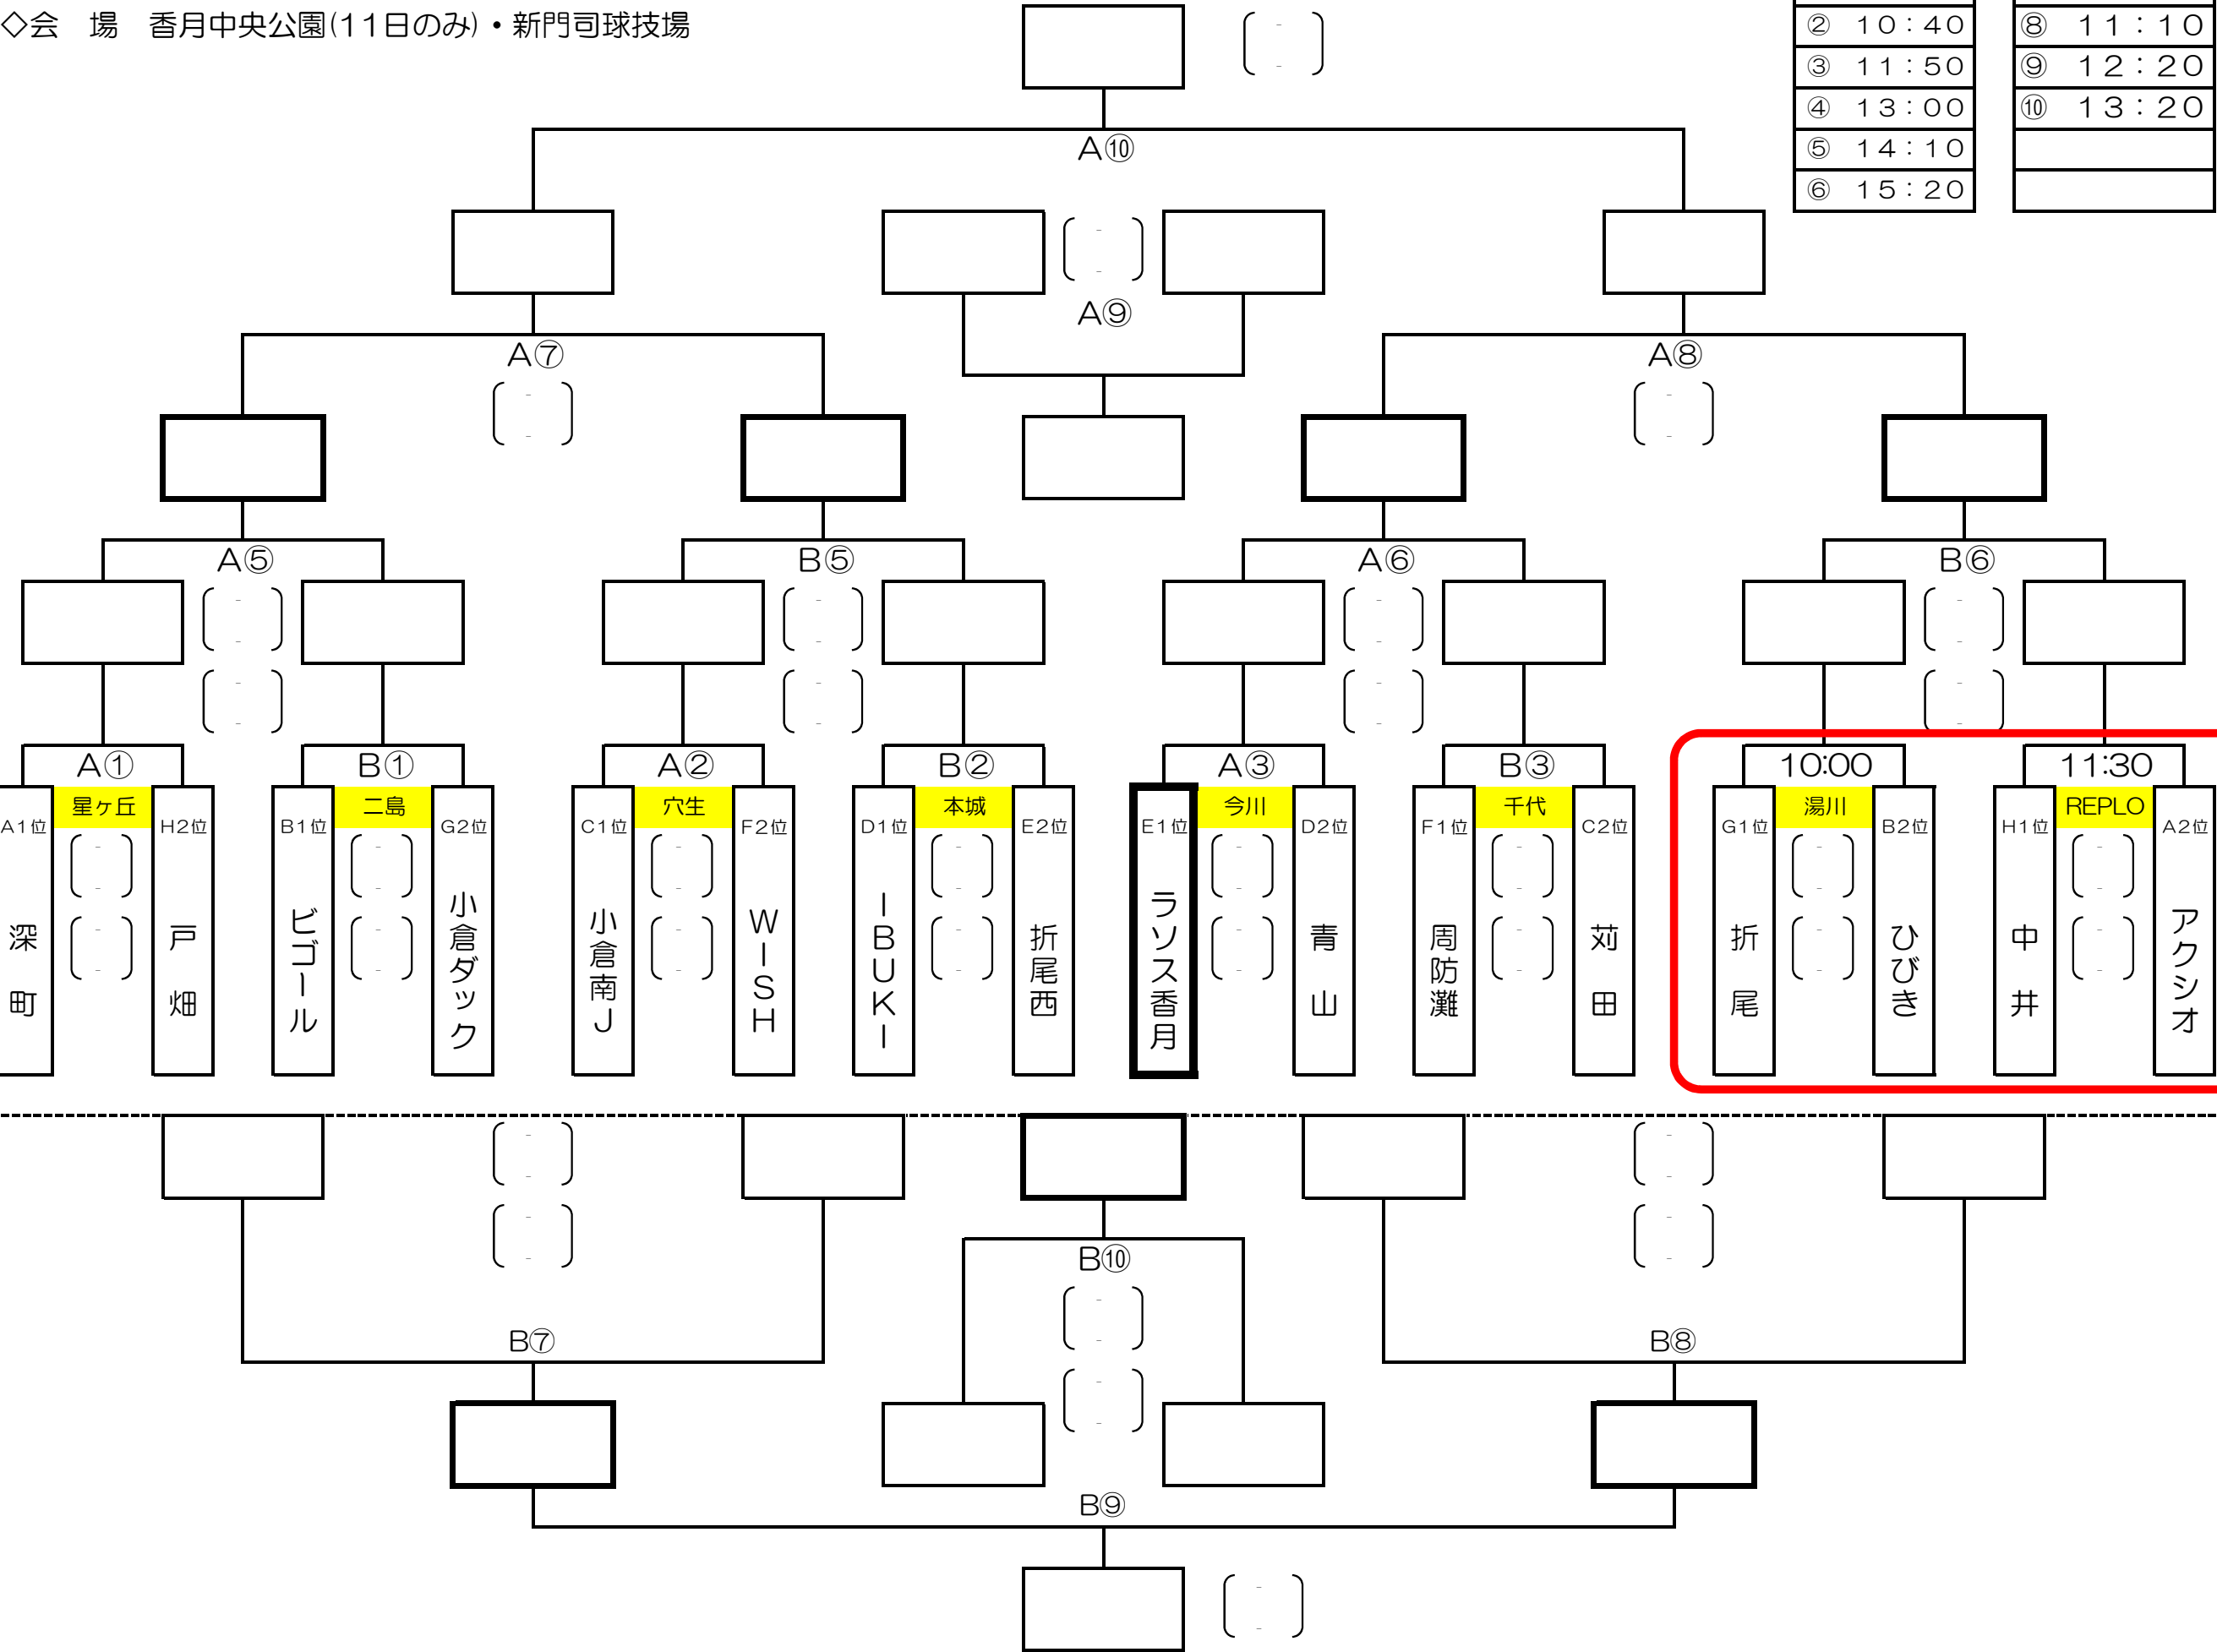 ◇会　場　香月中央公園(11日のみ)・新門司球技場
② 10：40
⑧ 11：10
③ 11：50
⑨ 12：20
④ 13：00
⑩ 13：20
⑤ 14：10
⑥ 15：20
A⑩
A⑨
A⑦
A⑧
A⑤
B⑤
A⑥
B⑥
A①
B①
A②
B②
A③
B③
10:00
11:30
星ヶ丘
二島
穴生
本城
今川
千代
湯川
REPLO
A1位
H2位
B1位
G2位
C1位
F2位
D1位
E2位
E1位
D2位
F1位
C2位
G1位
B2位
H1位
A2位
深町
戸畑
ビゴール
小倉ダック
小倉南J
WISH
IBUKI
折尾西
ラソス香月
青山
周防灘
苅田
折尾
ひびき
中井
アクシオ
B⑩
B⑦
B⑧
B⑨